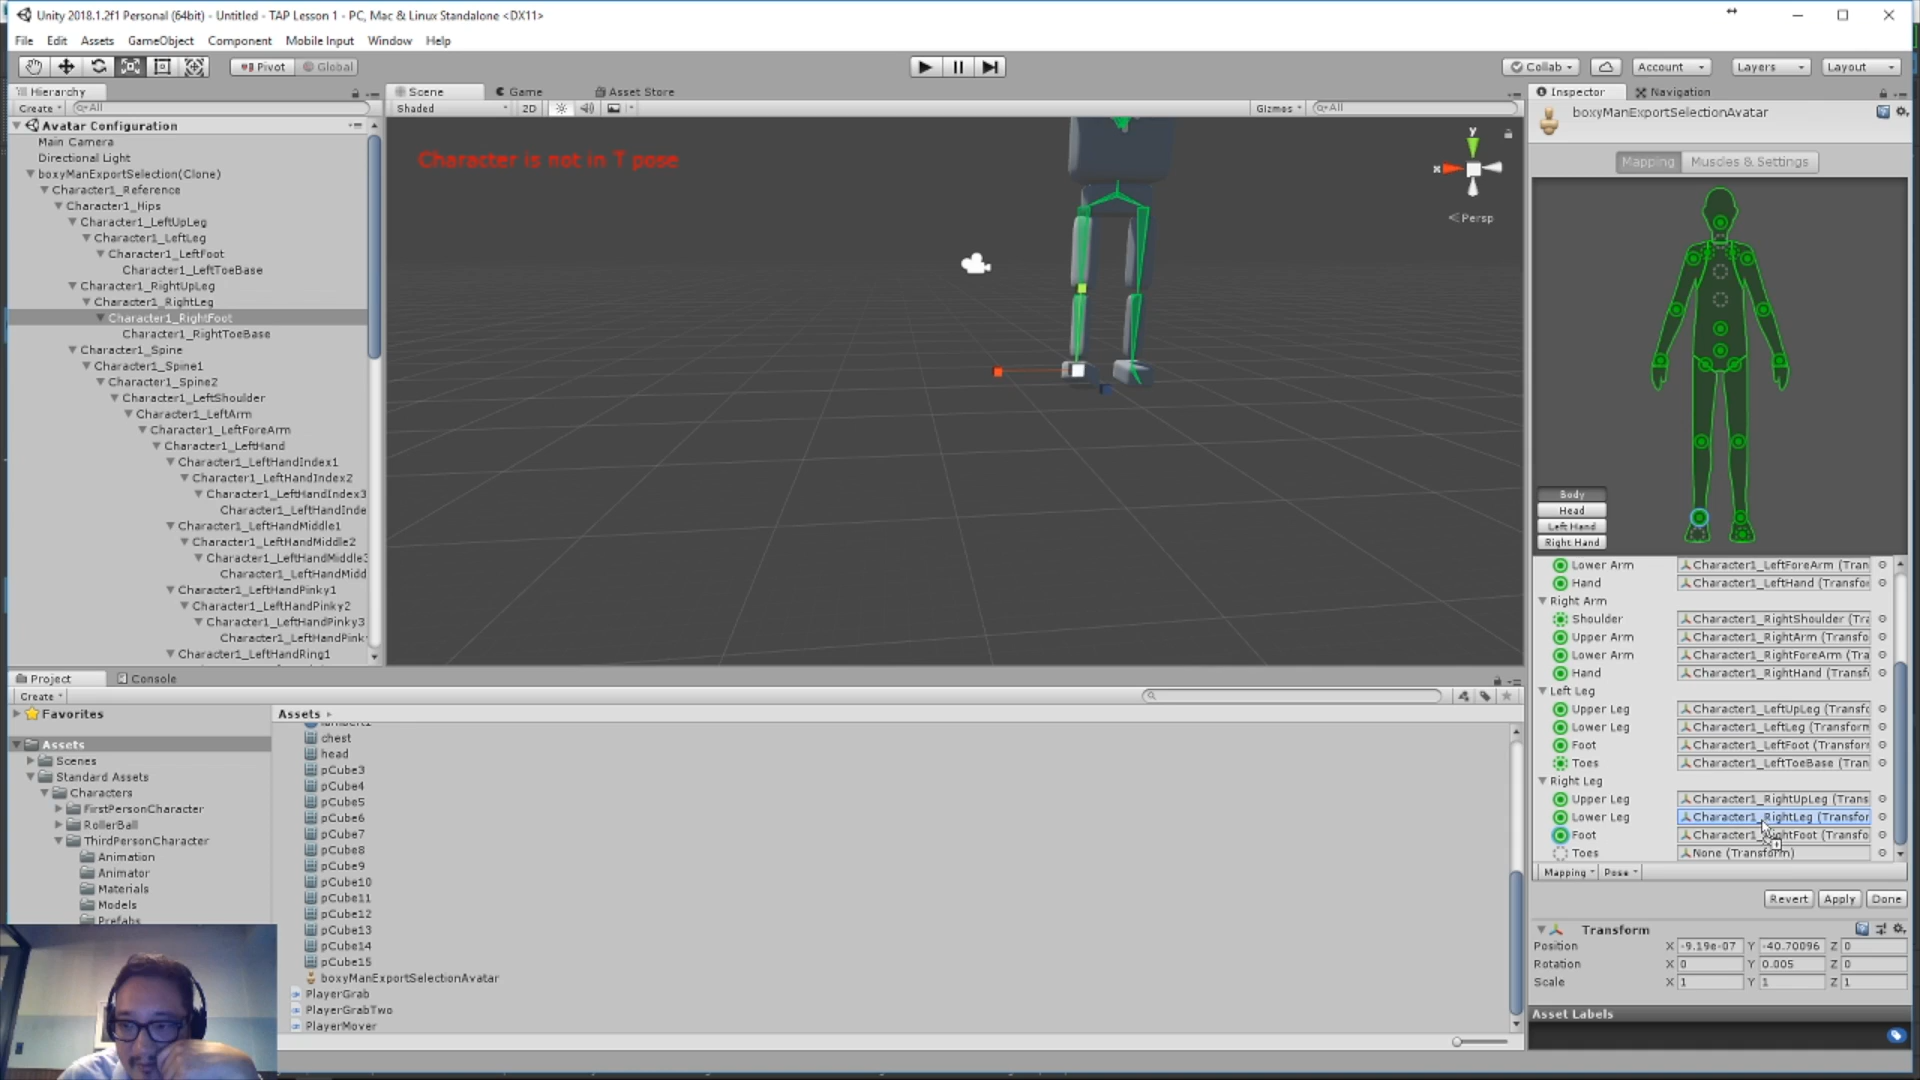 Unity 2018.1.2f1 Personal (64bit) - Untitled - TAP Lesson 1 - PC, Mac & Linux Standalone <DX11>
File Edit Assets GameObject Component Mobile Input Window Help
Pivot Global Collab Account Layers Layout
Hierarchy
Create All
Avatar Configuration
Main Camera
Directional Light
boxyManExportSelection(Clone)
Character1_Reference
Character1_Hips
Character1_LeftUpLeg
Character1_LeftLeg
Character1_LeftFoot
Character1_LeftToeBase
Character1_RightUpLeg
Character1_RightLeg
Character1_RightFoot
Character1_RightToeBase
Character1_Spine
Character1_Spine1
Character1_Spine2
Character1_LeftShoulder
Character1_LeftArm
Character1_LeftForeArm
Character1_LeftHand
Character1_LeftHandIndex1
Character1_LeftHandIndex2
Character1_LeftHandIndex3
Character1_LeftHandInde
Character1_LeftHandMiddle1
Character1_LeftHandMiddle2
Character1_LeftHandMiddle3
Character1_LeftHandMidd
Character1_LeftHandPinky1
Character1_LeftHandPinky2
Character1_LeftHandPinky3
Character1_LeftHandPink
Character1_LeftHandRing1
Scene Game Asset Store
Shaded 2D Gizmos All
Character is not in T pose
y
x
Persp
Inspector Navigation
boxyManExportSelectionAvatar
Mapping Muscles & Settings
Body
Head
Left Hand
Right Hand
Lower Arm Character1_LeftForeArm (Tran
Hand Character1_LeftHand (Transfo
Right Arm
Shoulder Character1_RightShoulder (Tra
Upper Arm Character1_RightArm (Transfo
Lower Arm Character1_RightForeArm (Tra
Hand Character1_RightHand (Transf
Left Leg
Upper Leg Character1_LeftUpLeg (Transfo
Lower Leg Character1_LeftLeg (Transform
Foot Character1_LeftFoot (Transfor
Toes Character1_LeftToeBase (Tran
Right Leg
Upper Leg Character1_RightUpLeg (Trans
Lower Leg Character1_RightLeg (Transfor
Foot Character1_RightFoot (Transfo
Toes None (Transform)
Mapping Pose
Revert Apply Done
Transform
Position X -9.19e-07 Y -40.70096 Z 0
Rotation X 0 Y 0.005 Z 0
Scale X 1 Y 1 Z 1
Asset Labels
Project Console
Create
Favorites
Assets
Scenes
Standard Assets
Characters
FirstPersonCharacter
RollerBall
ThirdPersonCharacter
Animation
Animator
Materials
Models
Prefabs
Assets
chest
head
pCube3
pCube4
pCube5
pCube6
pCube7
pCube8
pCube9
pCube10
pCube11
pCube12
pCube13
pCube14
pCube15
boxyManExportSelectionAvatar
PlayerGrab
PlayerGrabTwo
PlayerMover